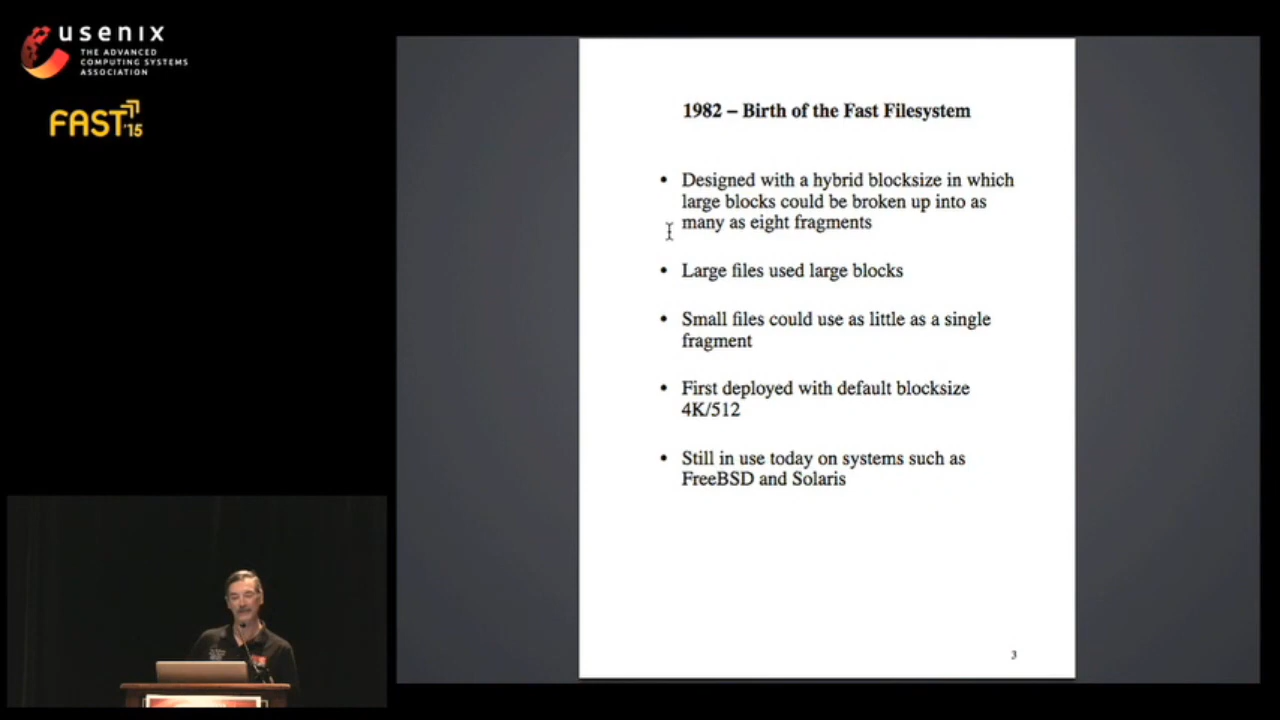 usenix
THE ADVANCED
COMPUTING SYSTEMS
ASSOCIATION
FAST '15
1982 – Birth of the Fast Filesystem
• Designed with a hybrid blocksize in which
large blocks could be broken up into as
many as eight fragments
• Large files used large blocks
• Small files could use as little as a single
fragment
• First deployed with default blocksize
4K/512
• Still in use today on systems such as
FreeBSD and Solaris
3